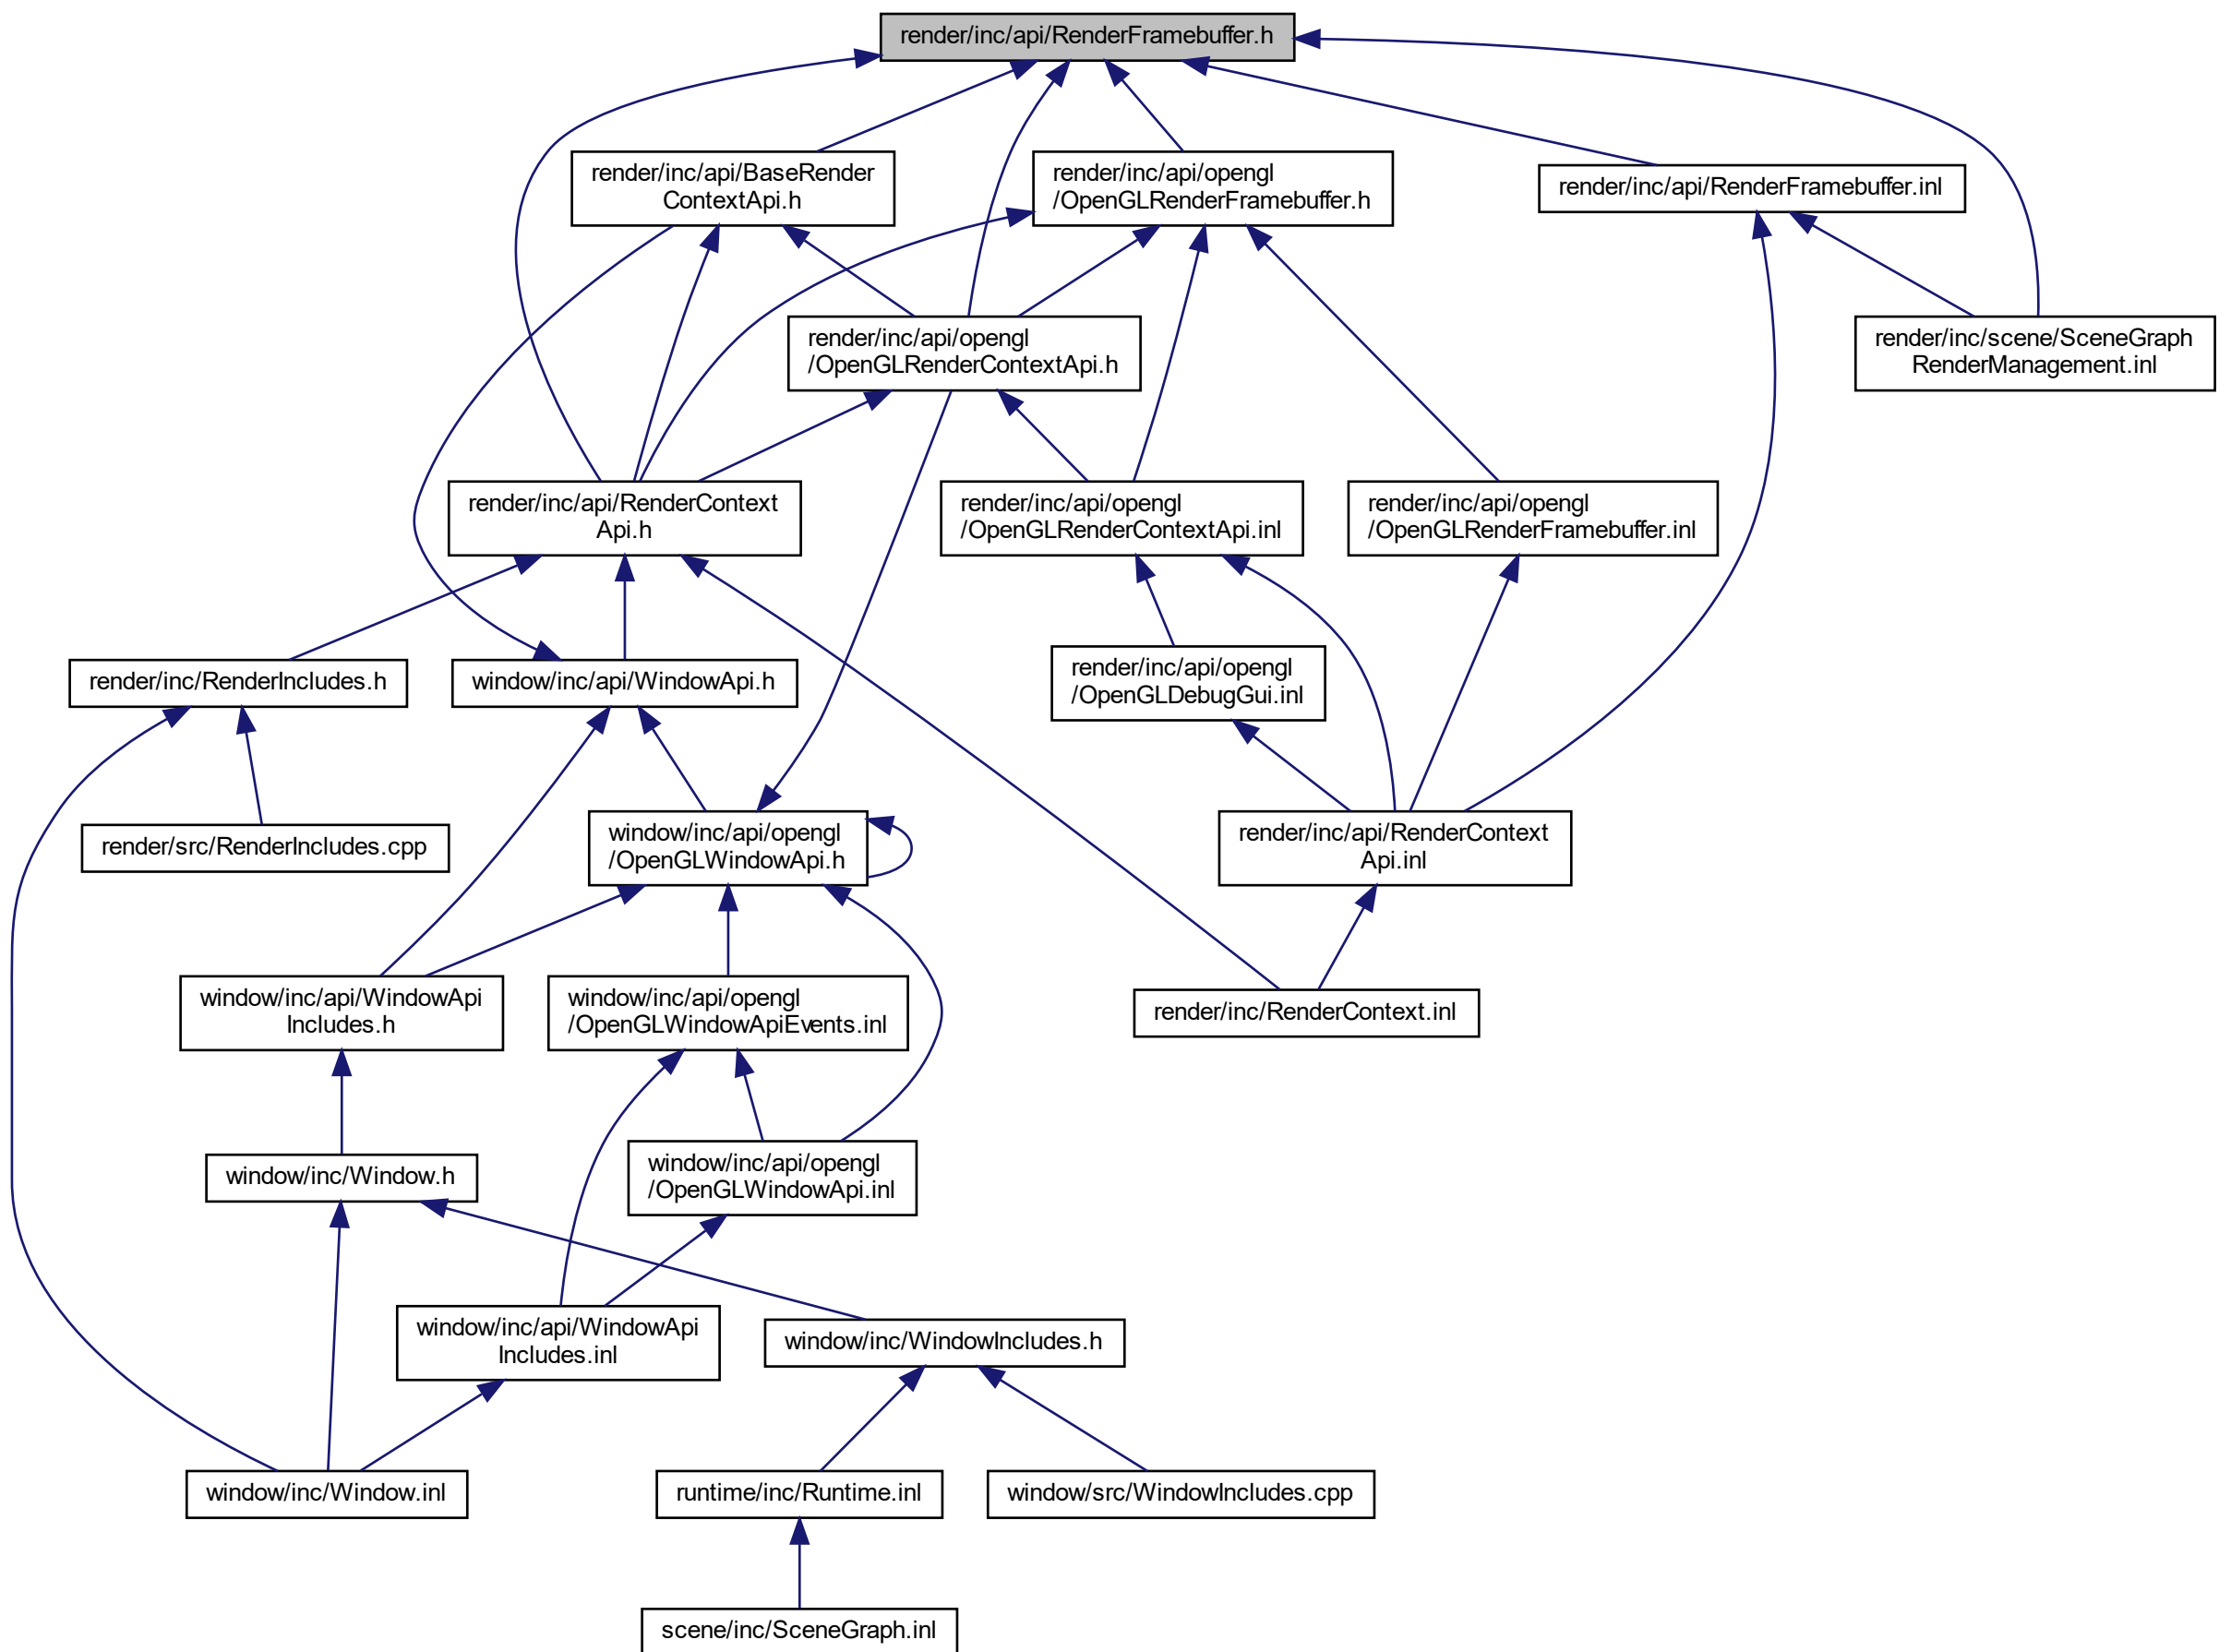 render/inc/api/RenderFramebuffer.h
render/inc/api/BaseRender
ContextApi.h
render/inc/api/opengl
/OpenGLRenderFramebuffer.h
render/inc/api/RenderFramebuffer.inl
render/inc/api/opengl
/OpenGLRenderContextApi.h
render/inc/scene/SceneGraph
RenderManagement.inl
render/inc/api/RenderContext
Api.h
render/inc/api/opengl
/OpenGLRenderContextApi.inl
render/inc/api/opengl
/OpenGLRenderFramebuffer.inl
render/inc/RenderIncludes.h
window/inc/api/WindowApi.h
render/inc/api/opengl
/OpenGLDebugGui.inl
render/src/RenderIncludes.cpp
window/inc/api/opengl
/OpenGLWindowApi.h
render/inc/api/RenderContext
Api.inl
window/inc/api/WindowApi
Includes.h
window/inc/api/opengl
/OpenGLWindowApiEvents.inl
render/inc/RenderContext.inl
window/inc/Window.h
window/inc/api/opengl
/OpenGLWindowApi.inl
window/inc/api/WindowApi
Includes.inl
window/inc/WindowIncludes.h
window/inc/Window.inl
runtime/inc/Runtime.inl
window/src/WindowIncludes.cpp
scene/inc/SceneGraph.inl